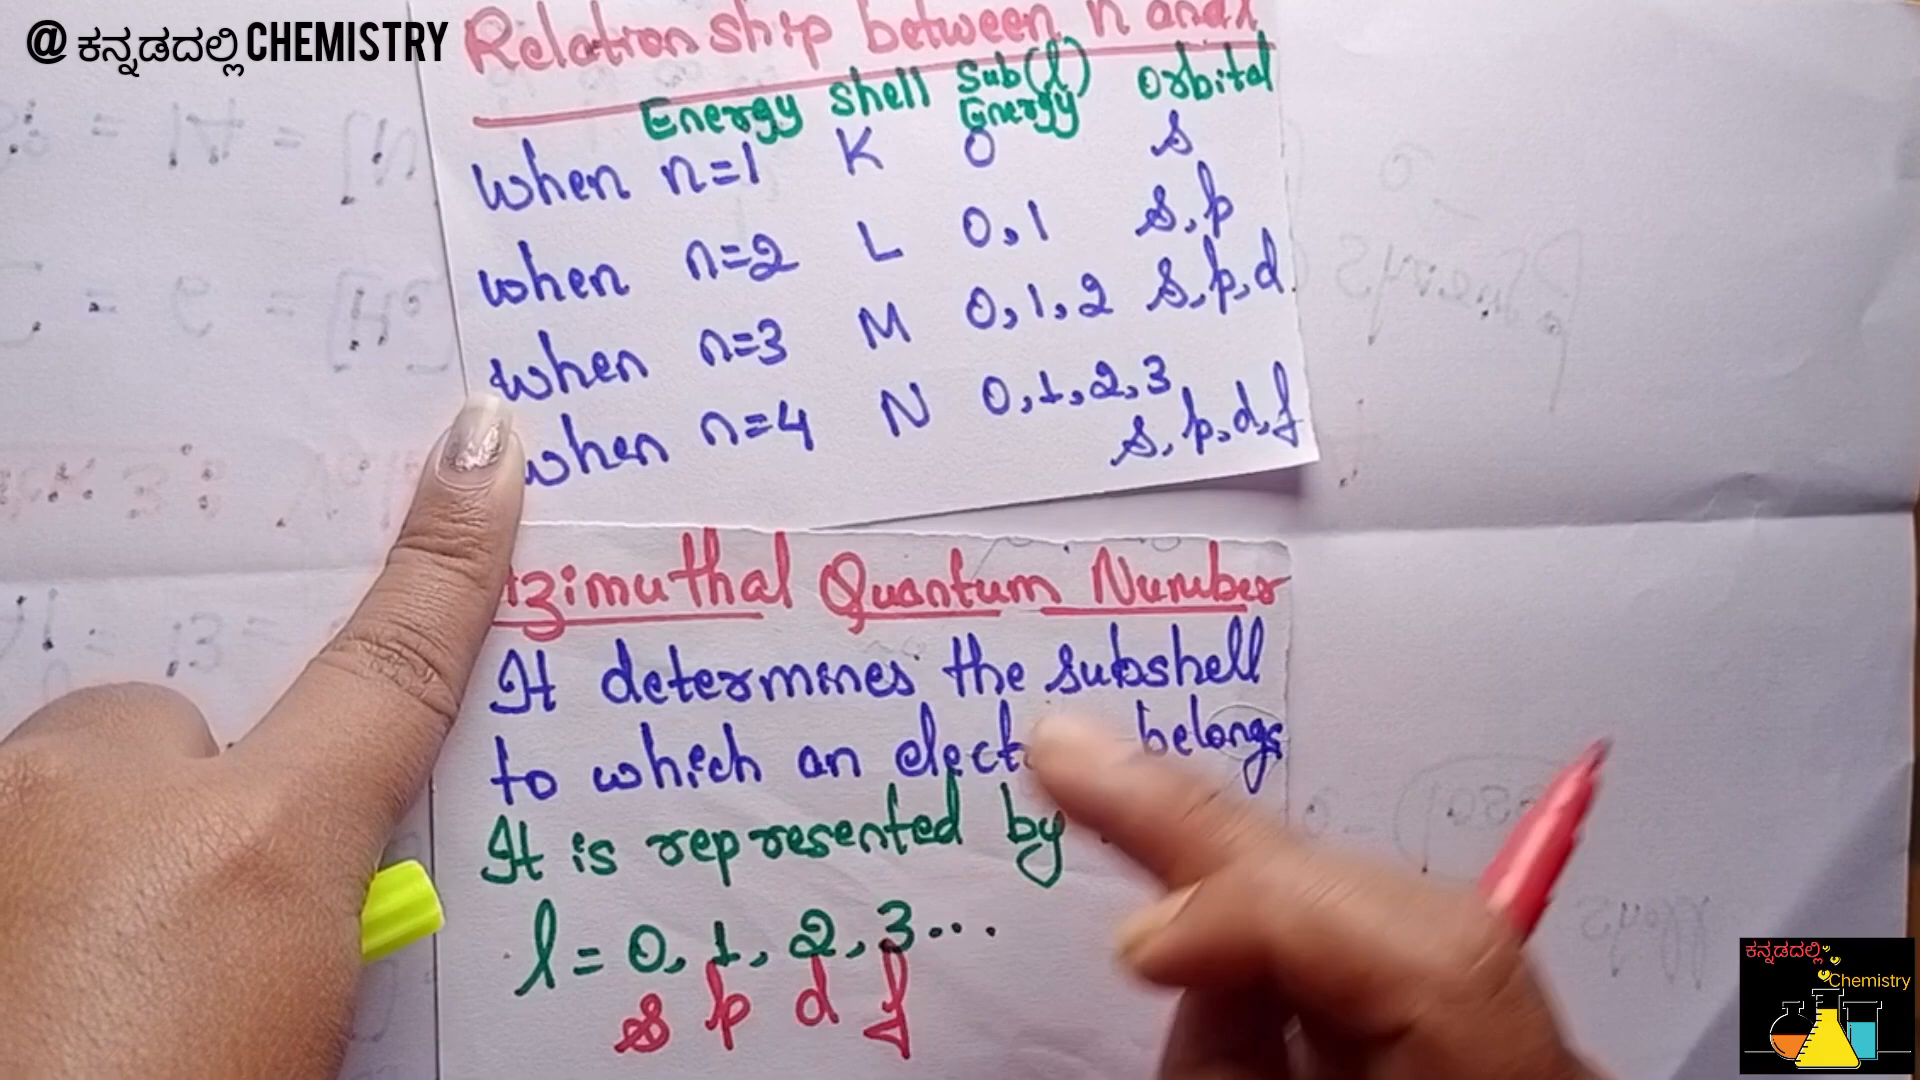 @ ಕನ್ನಡದಲ್ಲಿ CHEMISTRY
Relationship between n and l
Energy shell Sub(l) Orbital
Energy
when n=1 K 0 s
when n=2 L 0,1 s,p
when n=3 M 0,1,2 s,p,d
when n=4 N 0,1,2,3
s,p,d,f
zimuthal Quantum Number
It determines the subshell
to which an elect belongs
It is represented by
l = 0, 1, 2, 3...
s p d f
ಕನ್ನಡದಲ್ಲಿ
Chemistry